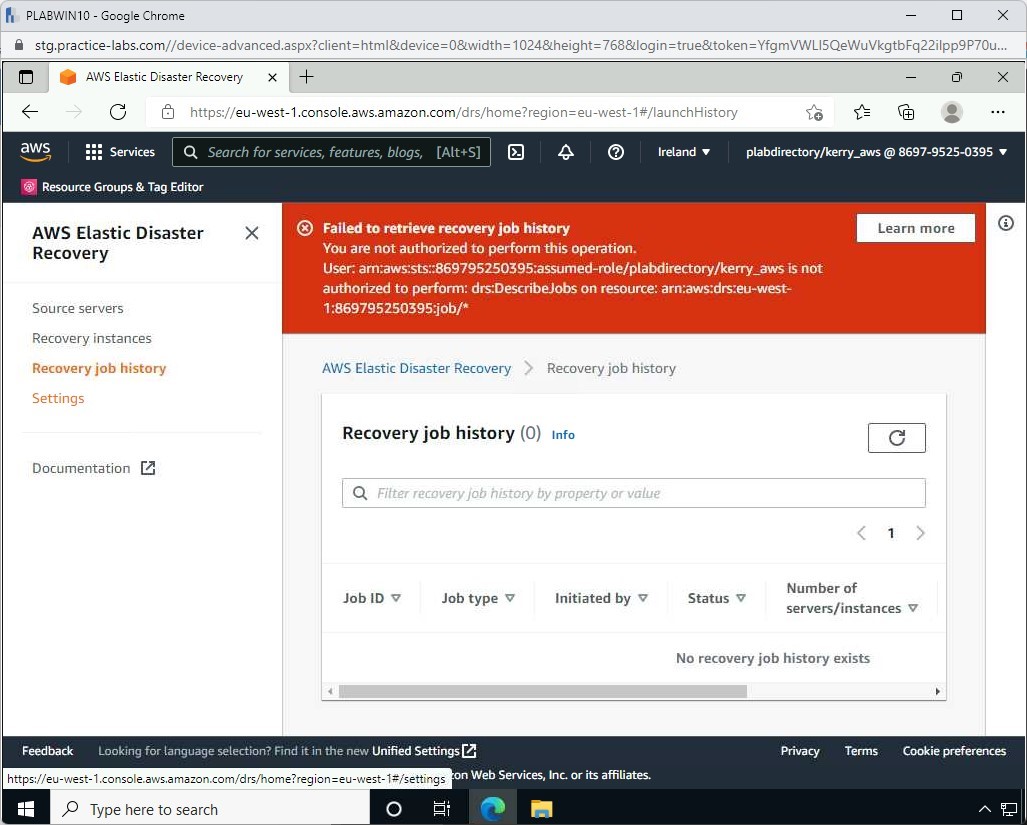 PLABWIN10 - Google Chrome
stg.practice-labs.com//device-advanced.aspx?client=html&device=0&width=1024&height=768&login=true&token=YfgmVWLl5QeWuVkgtbFq22ilpp9P70u...
AWS Elastic Disaster Recovery
https://eu-west-1.console.aws.amazon.com/drs/home?region=eu-west-1#/launchHistory
aws
Services
Search for services, features, blogs, [Alt+S]
Ireland
plabdirectory/kerry_aws @ 8697-9525-0395
Resource Groups & Tag Editor
AWS Elastic Disaster
Recovery
Source servers
Recovery instances
Recovery job history
Settings
Documentation
Failed to retrieve recovery job history
You are not authorized to perform this operation.
User: arn:aws:sts::869795250395:assumed-role/plabdirectory/kerry_aws is not
authorized to perform: drs:DescribeJobs on resource: arn:aws:drs:eu-west-
1:869795250395:job/*
Learn more
AWS Elastic Disaster Recovery > Recovery job history
Recovery job history (0) Info
Filter recovery job history by property or value
1
Job ID
Job type
Initiated by
Status
Number of
servers/instances
No recovery job history exists
Feedback
Looking for language selection? Find it in the new Unified Settings
Privacy
Terms
Cookie preferences
https://eu-west-1.console.aws.amazon.com/drs/home?region=eu-west-1#/settings
on Web Services, Inc. or its affiliates.
Type here to search